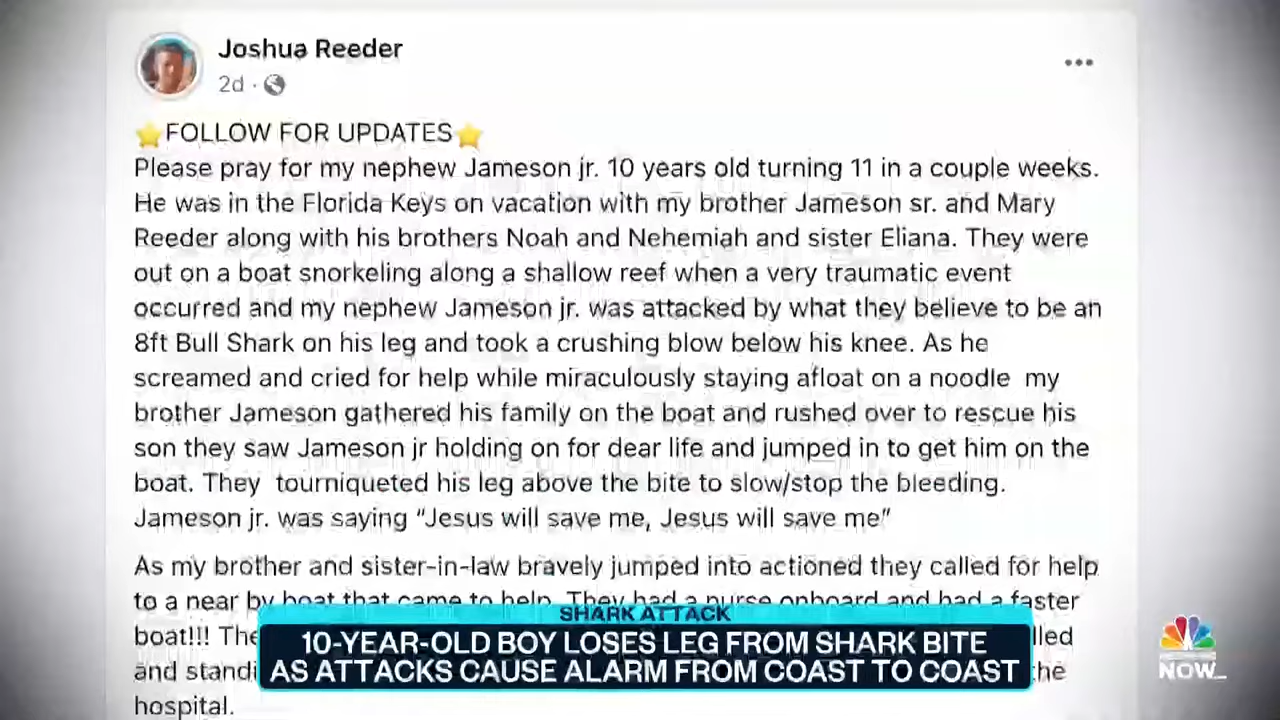 Joshua Reeder
2d ·
FOLLOW FOR UPDATES
Please pray for my nephew Jameson jr. 10 years old turning 11 in a couple weeks.
He was in the Florida Keys on vacation with my brother Jameson sr. and Mary
Reeder along with his brothers Noah and Nehemiah and sister Eliana. They were
out on a boat snorkeling along a shallow reef when a very traumatic event
occurred and my nephew Jameson jr. was attacked by what they believe to be an
8ft Bull Shark on his leg and took a crushing blow below his knee. As he
screamed and cried for help while miraculously staying afloat on a noodle my
brother Jameson gathered his family on the boat and rushed over to rescue his
son they saw Jameson jr holding on for dear life and jumped in to get him on the
boat. They tourniqueted his leg above the bite to slow/stop the bleeding.
Jameson jr. was saying “Jesus will save me, Jesus will save me”
As my brother and sister-in-law bravely jumped into actioned they called for help
to a near by boat that came to help. They had a nurse onboard and had a faster
boat!!!
and
hospital.
SHARK ATTACK
10-YEAR-OLD BOY LOSES LEG FROM SHARK BITE
AS ATTACKS CAUSE ALARM FROM COAST TO COAST
NOW